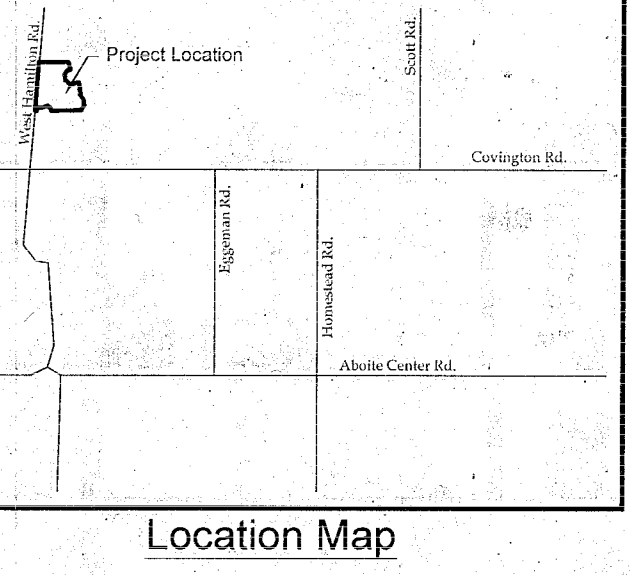 West Hamilton Rd.
Project Location
Scott Rd.
Covington Rd.
Eggeman Rd.
Homestead Rd.
Aboite Center Rd.
Location Map